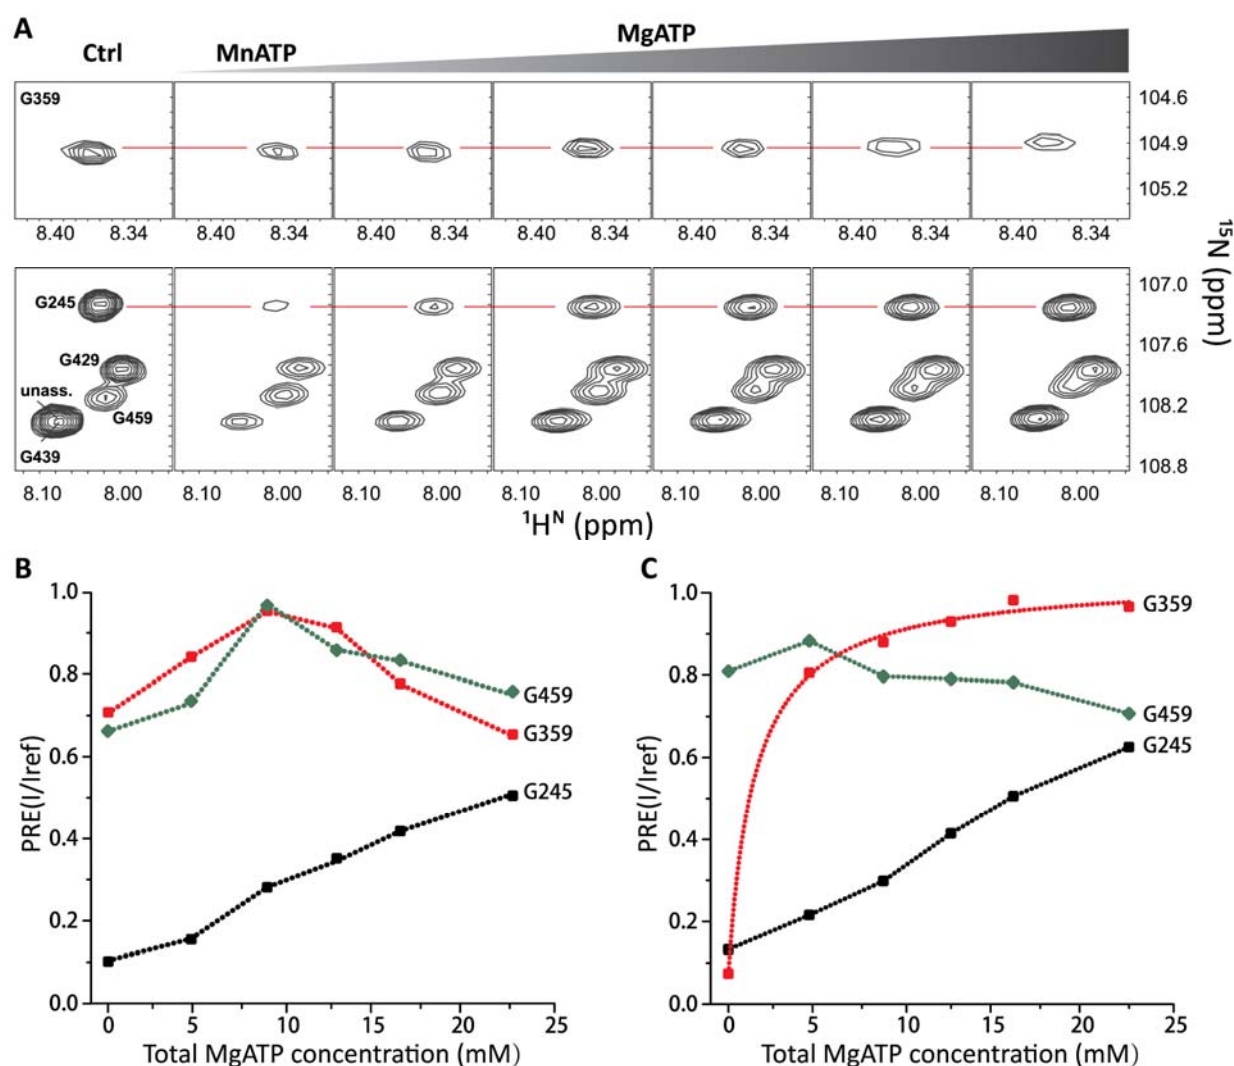 A
Ctrl MnATP MgATP
G359
104.6
104.9
105.2
8.40 8.34 8.40 8.34 8.40 8.34 8.40 8.34 8.40 8.34 8.40 8.34 8.40 8.34
G245
G429
unass.
G459
G439
107.0
107.6
108.2
108.8
8.10 8.00 8.10 8.00 8.10 8.00 8.10 8.00 8.10 8.00 8.10 8.00 8.10 8.00
¹Hᴺ (ppm)
¹⁵N (ppm)
B
PRE(I/Iref)
1.0
0.8
0.6
0.4
0.2
0.0
G459
G359
G245
0 5 10 15 20 25
Total MgATP concentration (mM)
C
PRE(I/Iref)
1.0
0.8
0.6
0.4
0.2
0.0
G359
G459
G245
0 5 10 15 20 25
Total MgATP concentration (mM)